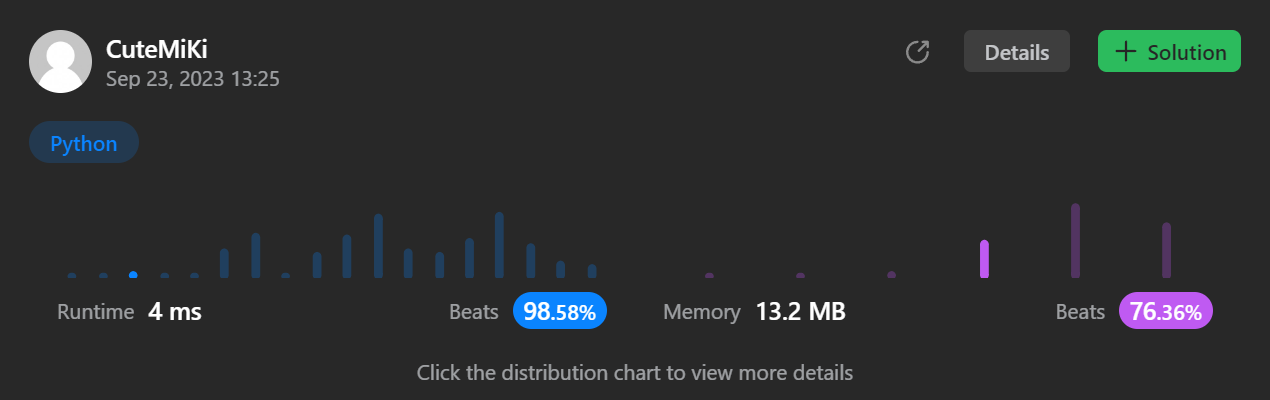 CuteMiKi
Sep 23, 2023 13:25
Details
+ Solution
Python
Runtime 4 ms Beats 98.58% Memory 13.2 MB Beats 76.36%
Click the distribution chart to view more details